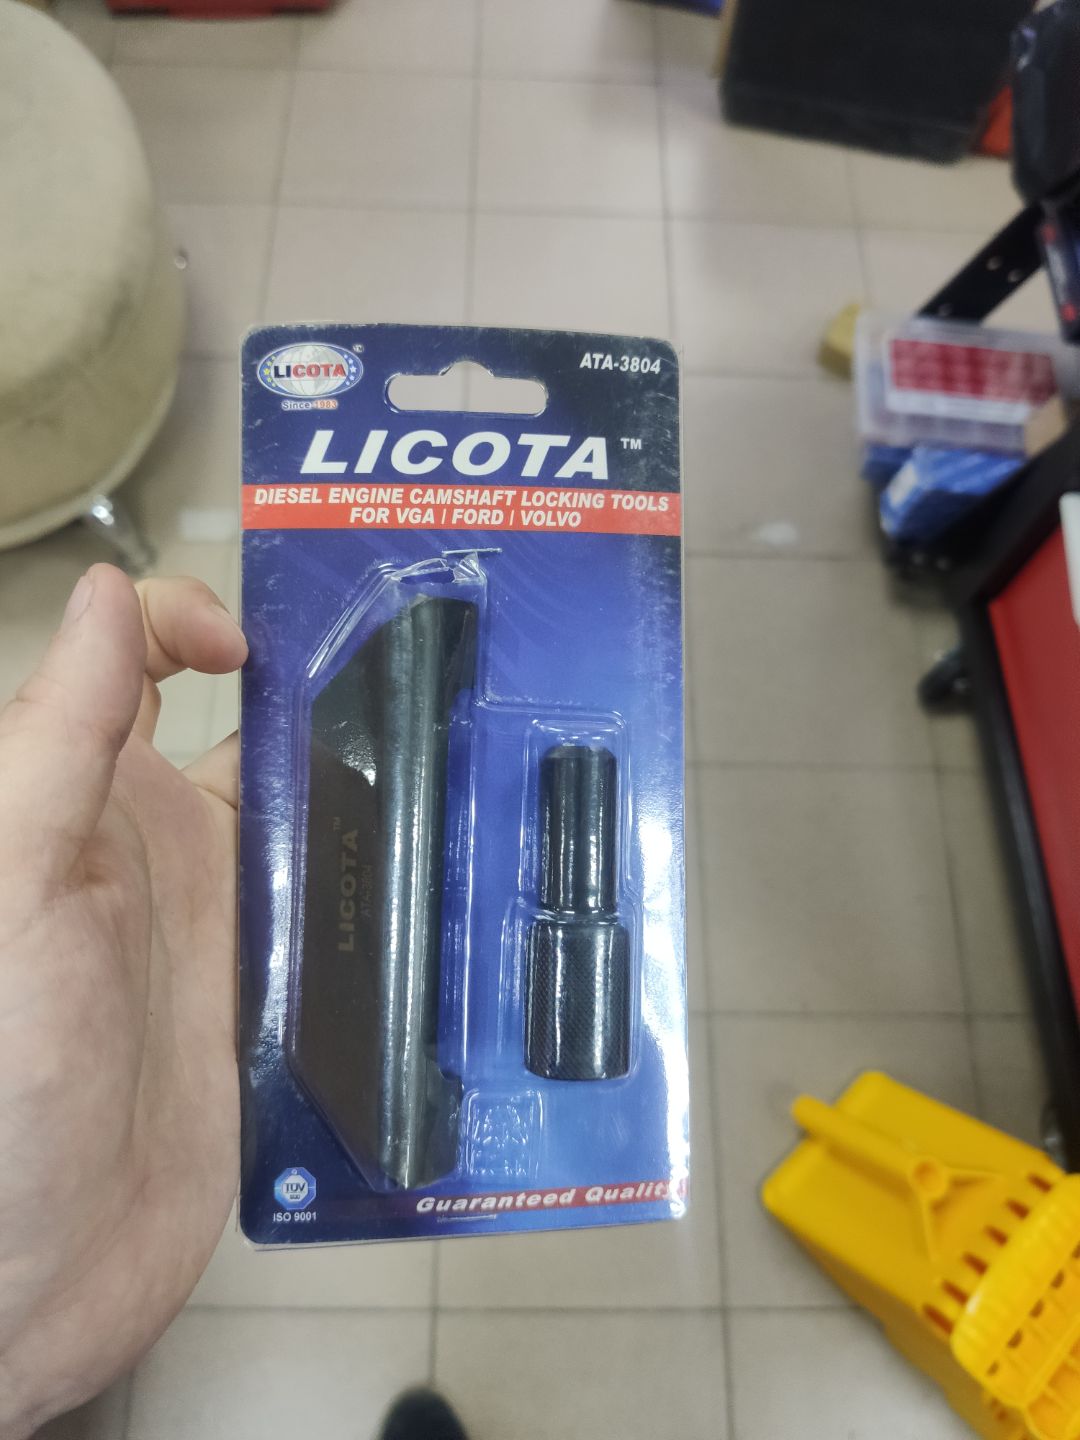 LICOTA™
Since 1983
ATA-3804
LICOTA™
DIESEL ENGINE CAMSHAFT LOCKING TOOLS
FOR VGA / FORD / VOLVO
LICOTA™
ATA-3804
TÜV
ISO 9001
Guaranteed Quality